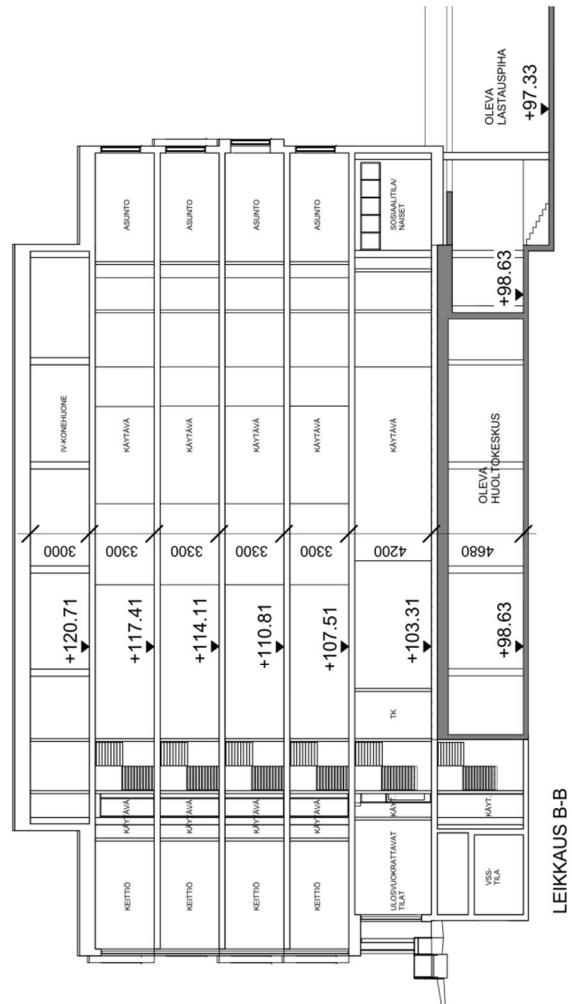 OLEVA
LASTAUSPIHA
+97.33
IV-KONEHUONE
3000
+120.71
ASUNTO
KÄYTÄVÄ
3300
+117.41
KÄYTÄVÄ
KEITTIÖ
ASUNTO
KÄYTÄVÄ
3300
+114.11
KÄYTÄVÄ
KEITTIÖ
ASUNTO
KÄYTÄVÄ
3300
+110.81
KÄYTÄVÄ
KEITTIÖ
ASUNTO
KÄYTÄVÄ
3300
+107.51
KÄYTÄVÄ
KEITTIÖ
SOSIAALITILA/
NAISET
KÄYTÄVÄ
4200
+103.31
TK
KÄYT.
ULOSVUOKRATTAVAT
TILAT
+98.63
OLEVA
HUOLTOKESKUS
4680
+98.63
KÄYT.
VSS-
TILA
LEIKKAUS B-B